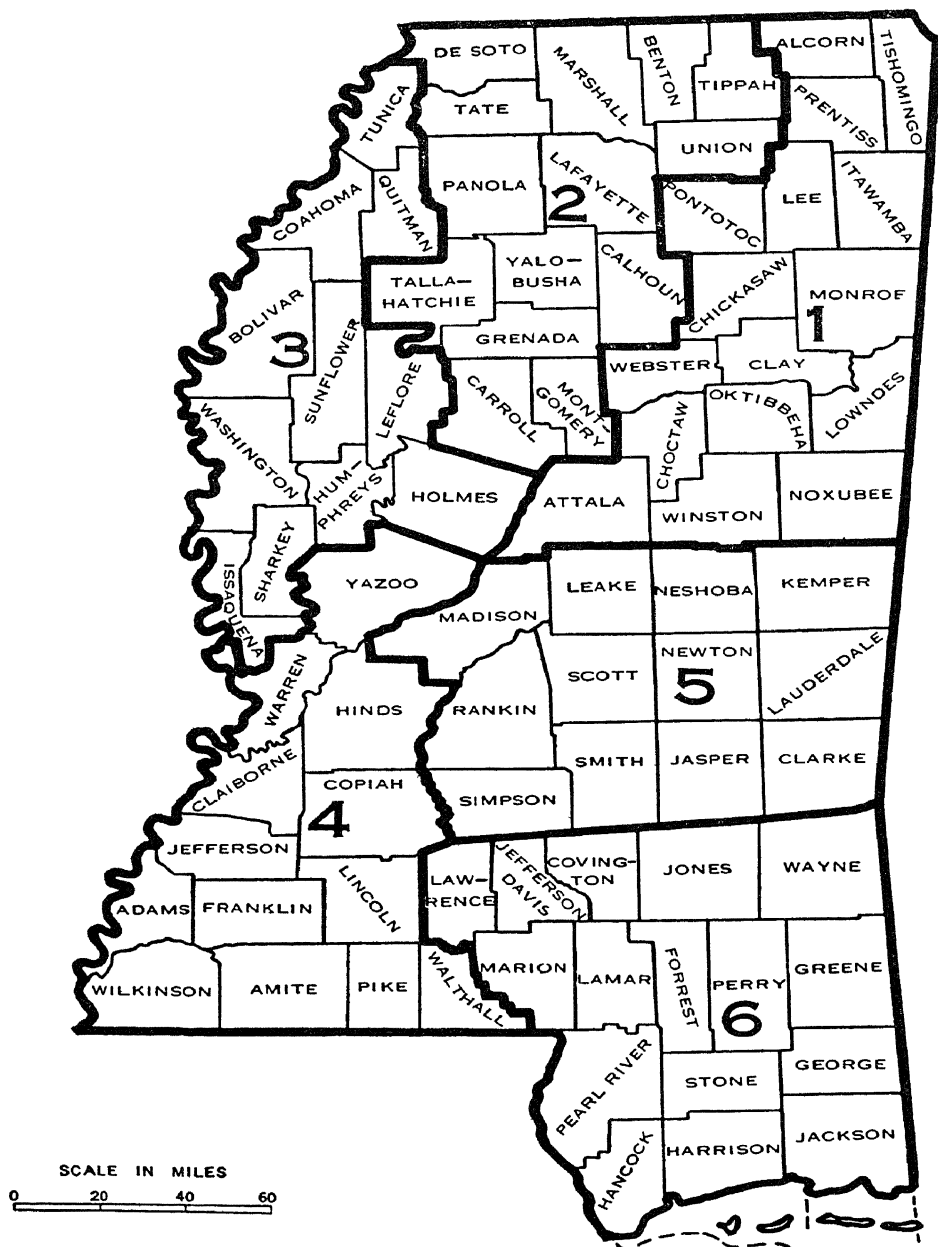 DE SOTO
MARSHALL
BENTON
TIPPAH
ALCORN
TISHOMINGO
TUNICA
TATE
PRENTISS
UNION
PANOLA
LAFAYETTE
2
PONTOTOC
LEE
ITAWAMBA
COAHOMA
QUITMAN
TALLA-
HATCHIE
YALO-
BUSHA
CALHOUN
CHICKASAW
MONROE
1
BOLIVAR
3
SUNFLOWER
LEFLORE
GRENADA
WEBSTER
CLAY
WASHINGTON
CARROLL
MONT-
GOMERY
CHOCTAW
OKTIBBEHA
LOWNDES
HUM-
PHREYS
HOLMES
ATTALA
WINSTON
NOXUBEE
ISSAQUENA
SHARKEY
YAZOO
MADISON
LEAKE
NESHOBA
KEMPER
WARREN
HINDS
RANKIN
SCOTT
NEWTON
5
LAUDERDALE
CLAIBORNE
COPIAH
4
SIMPSON
SMITH
JASPER
CLARKE
JEFFERSON
LINCOLN
LAW-
RENCE
JEFFERSON
DAVIS
COVING-
TON
JONES
WAYNE
ADAMS
FRANKLIN
WILKINSON
AMITE
PIKE
WALTHALL
MARION
LAMAR
FORREST
PERRY
6
GREENE
PEARL RIVER
STONE
GEORGE
HANCOCK
HARRISON
JACKSON
SCALE IN MILES
0 20 40 60